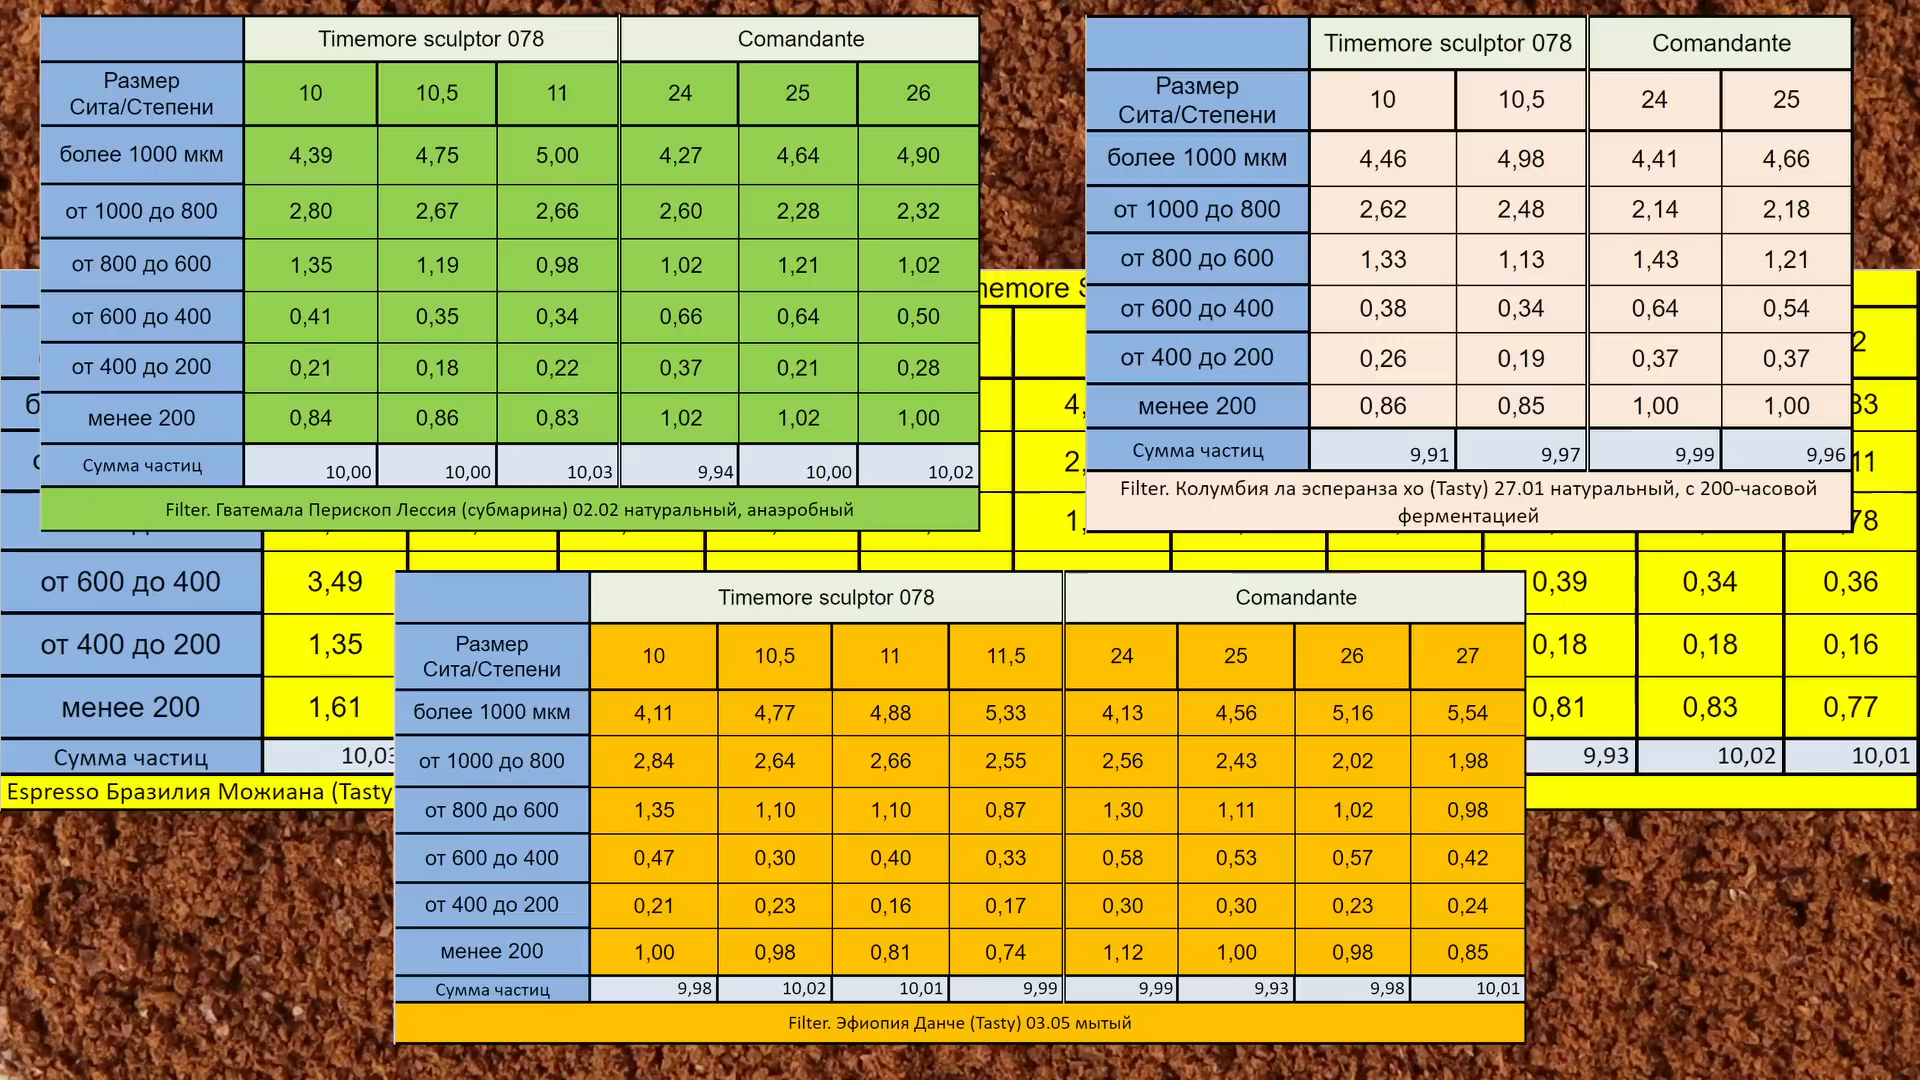 Timemore sculptor 078 Comandante
Размер Сита/Степени 10 10,5 11 24 25 26
более 1000 мкм 4,39 4,75 5,00 4,27 4,64 4,90
от 1000 до 800 2,80 2,67 2,66 2,60 2,28 2,32
от 800 до 600 1,35 1,19 0,98 1,02 1,21 1,02
от 600 до 400 0,41 0,35 0,34 0,66 0,64 0,50
от 400 до 200 0,21 0,18 0,22 0,37 0,21 0,28
менее 200 0,84 0,86 0,83 1,02 1,02 1,00
Сумма частиц 10,00 10,00 10,03 9,94 10,00 10,02
Filter. Гватемала Перископ Лессия (субмарина) 02.02 натуральный, анаэробный
Timemore sculptor 078 Comandante
Размер Сита/Степени 10 10,5 24 25
более 1000 мкм 4,46 4,98 4,41 4,66
от 1000 до 800 2,62 2,48 2,14 2,18
от 800 до 600 1,33 1,13 1,43 1,21
от 600 до 400 0,38 0,34 0,64 0,54
от 400 до 200 0,26 0,19 0,37 0,37
менее 200 0,86 0,85 1,00 1,00
Сумма частиц 9,91 9,97 9,99 9,96
Filter. Колумбия ла эсперанза хо (Tasty) 27.01 натуральный, с 200-часовой
ферментацией
от 600 до 400 3,49 0,39 0,34 0,36
от 400 до 200 1,35 0,18 0,18 0,16
менее 200 1,61 0,81 0,83 0,77
Сумма частиц 10,03 9,93 10,02 10,01
Espresso Бразилия Можиана (Tasty
Timemore sculptor 078 Comandante
Размер Сита/Степени 10 10,5 11 11,5 24 25 26 27
более 1000 мкм 4,11 4,77 4,88 5,33 4,13 4,56 5,16 5,54
от 1000 до 800 2,84 2,64 2,66 2,55 2,56 2,43 2,02 1,98
от 800 до 600 1,35 1,10 1,10 0,87 1,30 1,11 1,02 0,98
от 600 до 400 0,47 0,30 0,40 0,33 0,58 0,53 0,57 0,42
от 400 до 200 0,21 0,23 0,16 0,17 0,30 0,30 0,23 0,24
менее 200 1,00 0,98 0,81 0,74 1,12 1,00 0,98 0,85
Сумма частиц 9,98 10,02 10,01 9,99 9,99 9,93 9,98 10,01
Filter. Эфиопия Данче (Tasty) 03.05 мытый